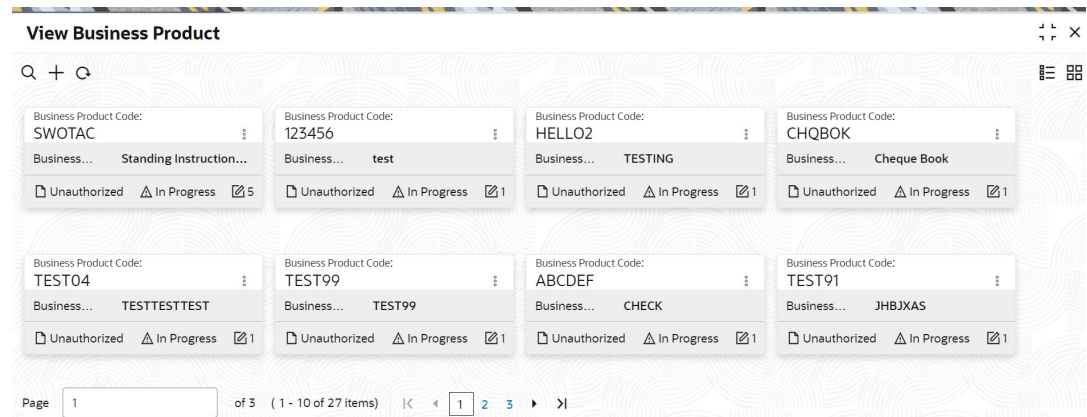 View Business Product
Business Product Code: Business Product Code: Business Product Code: Business Product Code:
SWOTAC 123456 HELLO2 CHQBOK
Business... Standing Instruction... Business... test Business... TESTING Business... Cheque Book
Unauthorized In Progress 5 Unauthorized In Progress 1 Unauthorized In Progress 1 Unauthorized In Progress 1
Business Product Code: Business Product Code: Business Product Code: Business Product Code:
TEST04 TEST99 ABCDEF TEST91
Business... TESTTESTTEST Business... TEST99 Business... CHECK Business... JHBJXAS
Unauthorized In Progress 1 Unauthorized In Progress 1 Unauthorized In Progress 1 Unauthorized In Progress 1
Page 1 of 3 (1 - 10 of 27 items) 1 2 3